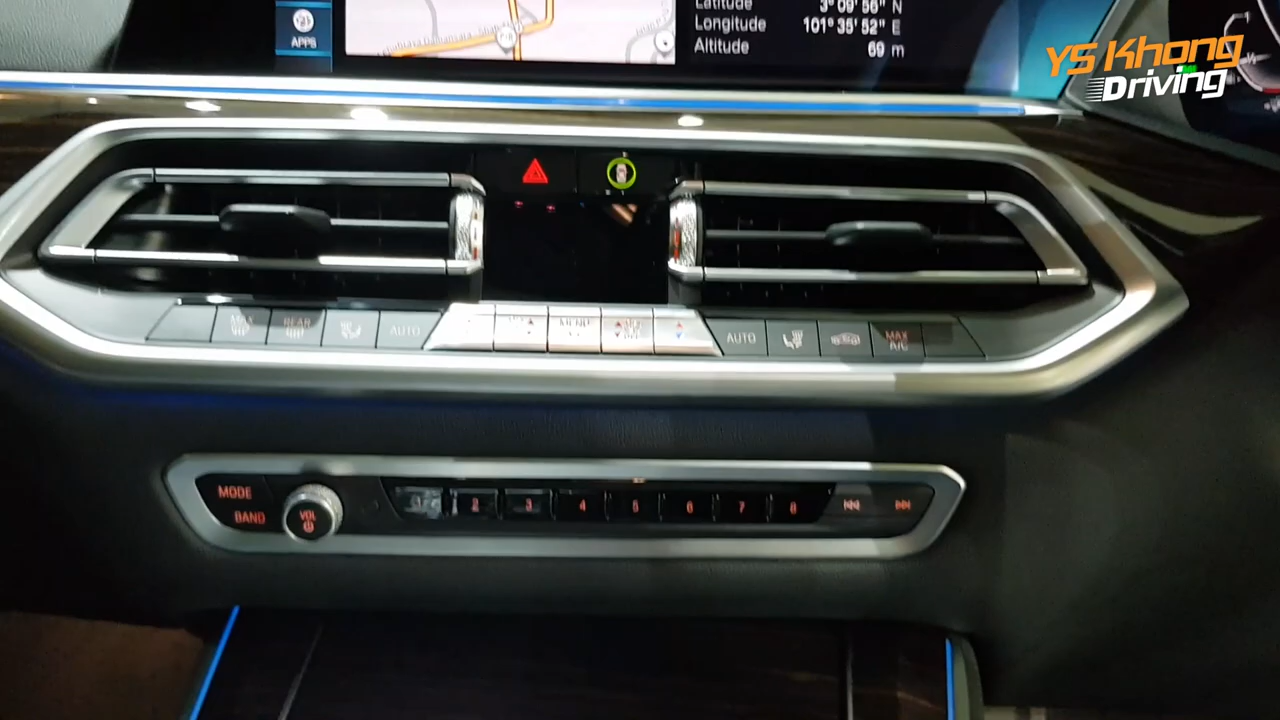 Latitude 3° 09' 56" N
Longitude 101° 35' 52" E
Altitude 69 m
APPS
YS Khong
Driving
MAX
REAR
AUTO
MENU
AUTO
MAX
A/C
MODE
BAND
VOL
2 3 4 5 6 7 8